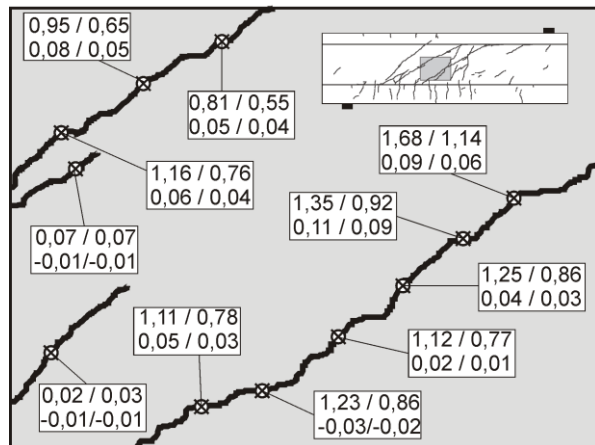 0,95 / 0,65
0,08 / 0,05
0,81 / 0,55
0,05 / 0,04
1,16 / 0,76
0,06 / 0,04
1,68 / 1,14
0,09 / 0,06
0,07 / 0,07
-0,01/-0,01
1,35 / 0,92
0,11 / 0,09
1,25 / 0,86
0,04 / 0,03
1,11 / 0,78
0,05 / 0,03
1,12 / 0,77
0,02 / 0,01
0,02 / 0,03
-0,01/-0,01
1,23 / 0,86
-0,03/-0,02